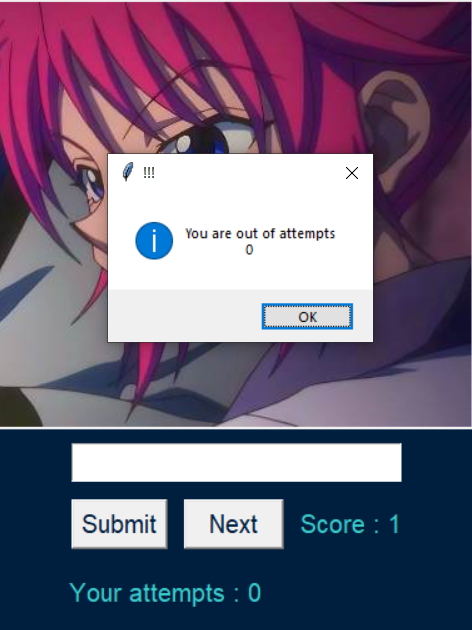 !!!
You are out of attempts
0
OK
Submit
Next
Score : 1
Your attempts : 0